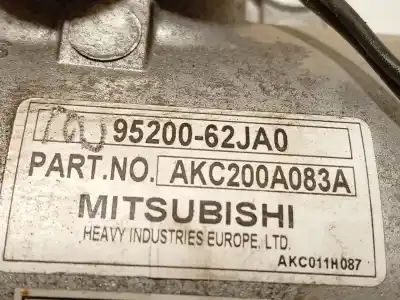 95200-62JA0
PART.NO. AKC200A083A
MITSUBISHI
HEAVY INDUSTRIES EUROPE, LTD.
AKC011H087